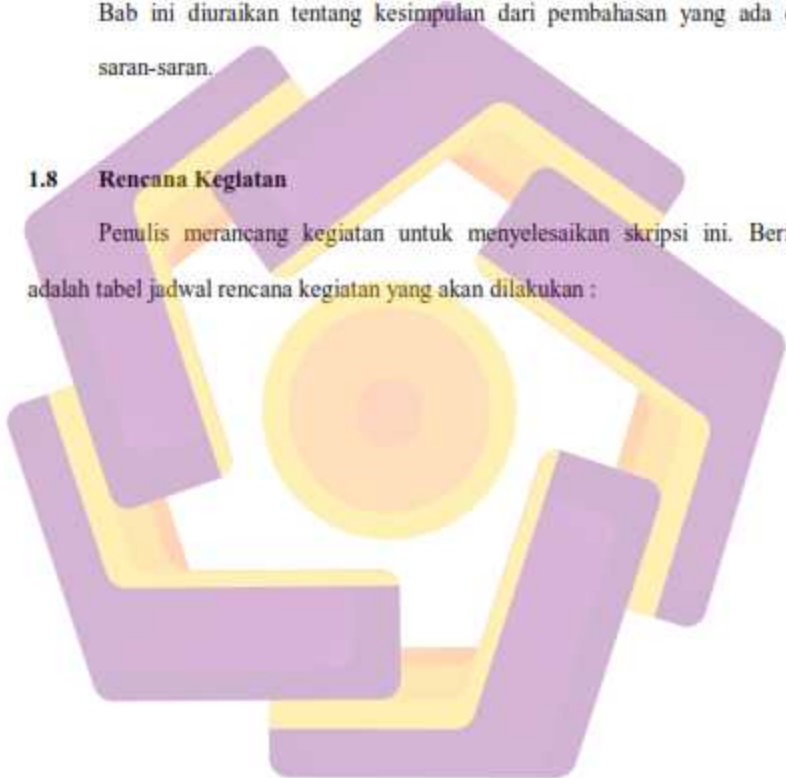 Bab ini diuraikan tentang kesimpulan dari pembahasan yang ada
saran-saran.
1.8 Rencana Kegiatan
Penulis merancang kegiatan untuk menyelesaikan skripsi ini.
adalah tabel jadwal rencana kegiatan yang akan dilakukan :